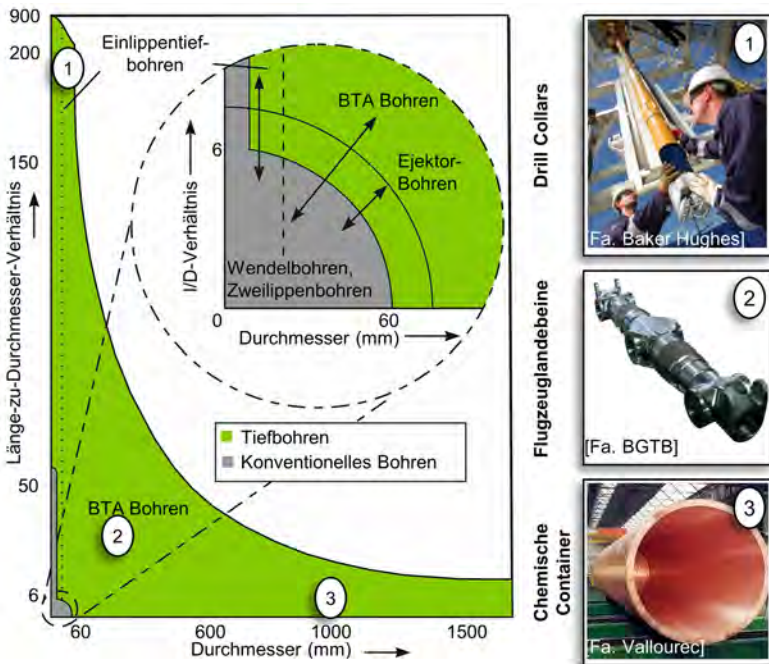 900
200
150
50
6
Länge-zu-Durchmesser-Verhältnis
60
600
1000
1500
Durchmesser (mm)
1
Einlippentief-
bohren
BTA Bohren
2
3
6
l/D-Verhältnis
BTA Bohren
Ejektor-
Bohren
Wendelbohren,
Zweilippenbohren
0
60
Durchmesser (mm)
Tiefbohren
Konventionelles Bohren
Drill Collars
1
[Fa. Baker Hughes]
Flugzeuglandebeine
2
[Fa. BGTB]
Chemische
Container
3
[Fa. Vallourec]